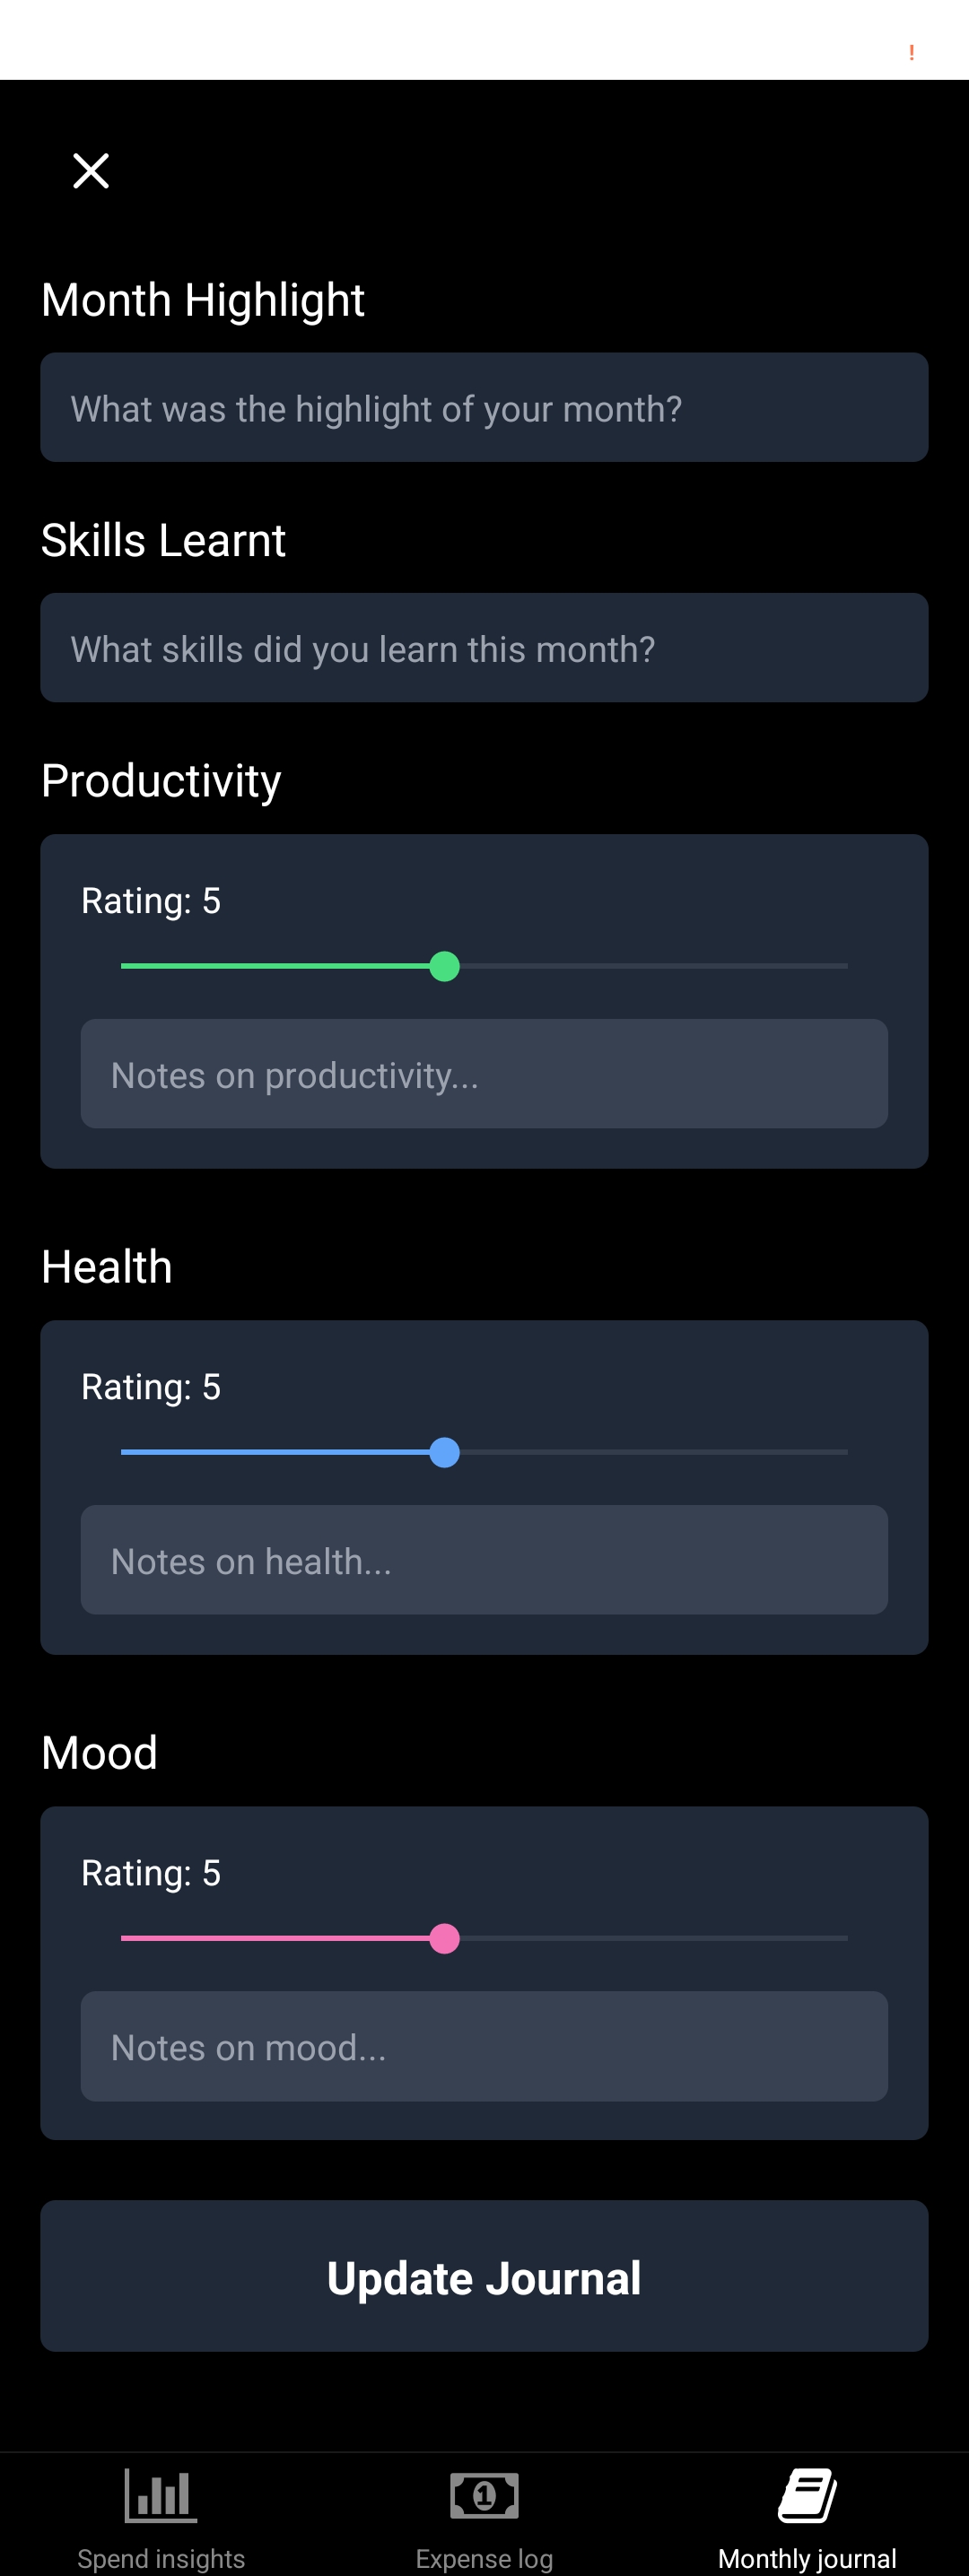 !
Month Highlight
What was the highlight of your month?
Skills Learnt
What skills did you learn this month?
Productivity
Rating: 5
Notes on productivity...
Health
Rating: 5
Notes on health...
Mood
Rating: 5
Notes on mood...
Update Journal
1
Spend insights
Expense log
Monthly journal